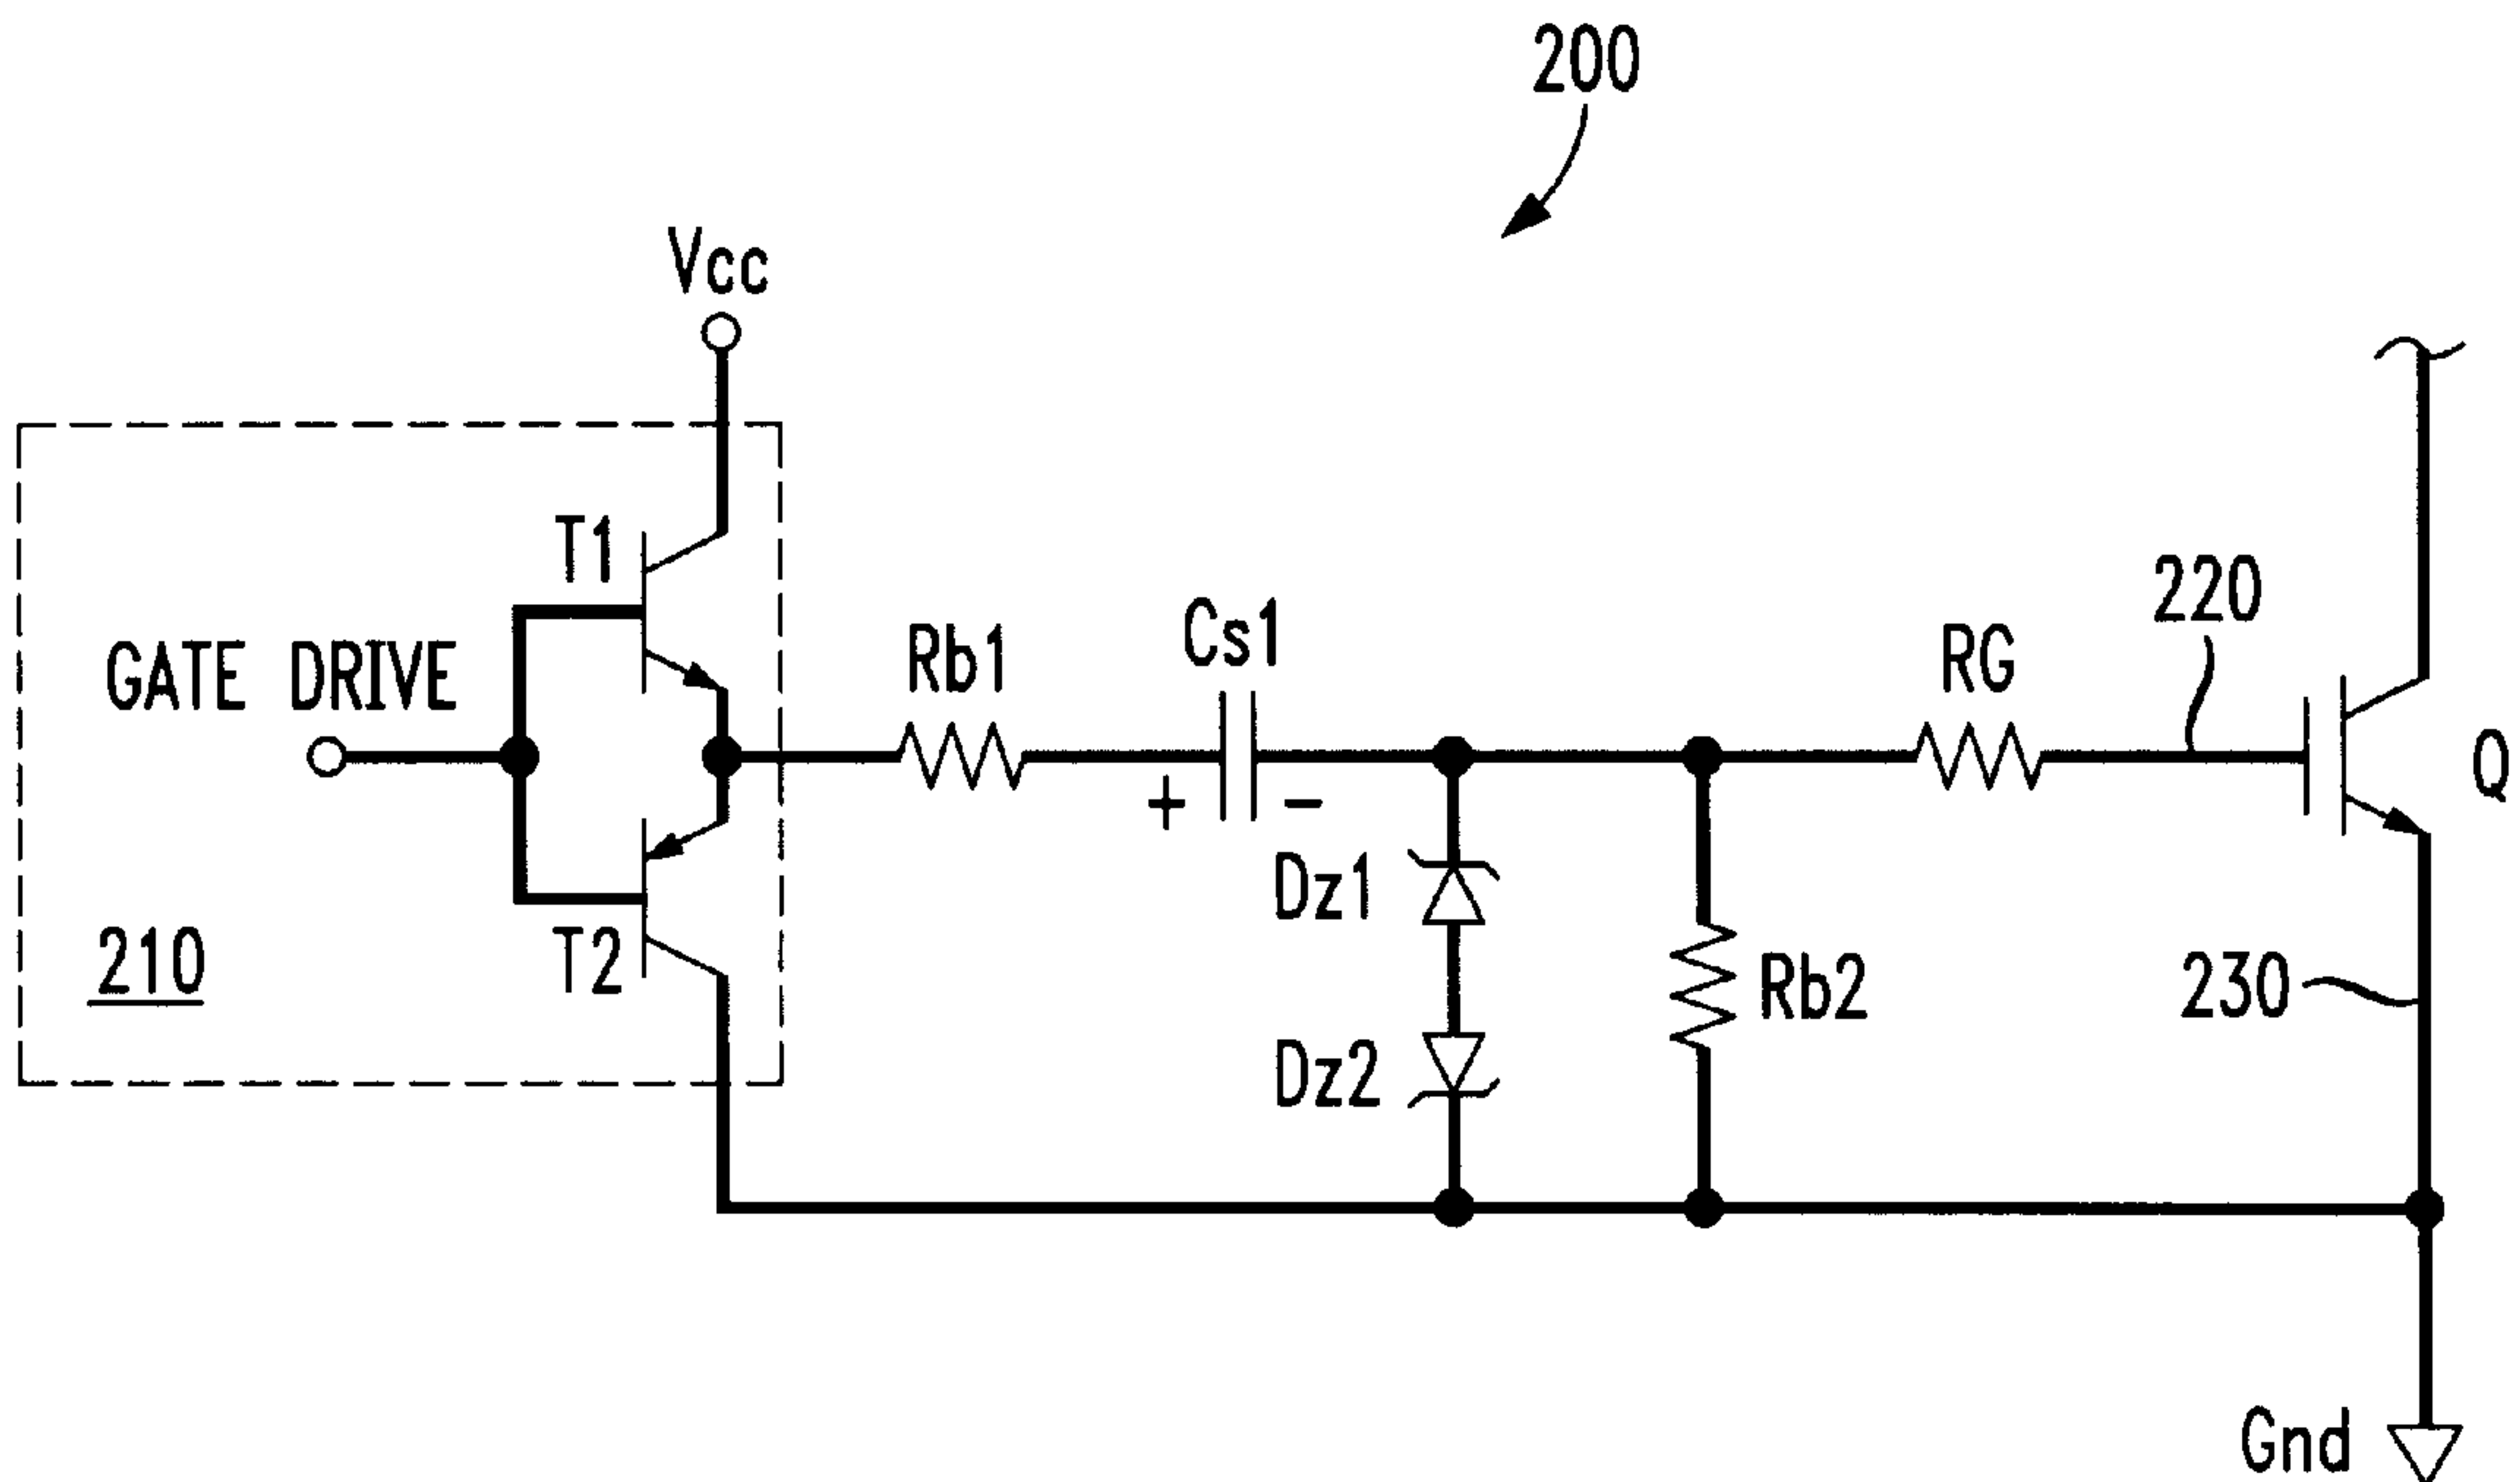 200
Vcc
T1
220
Cs1
Rb1
RG
GATE DRIVE
Q
+ -
Dz1
210
T2
Rb2
230
Dz2
Gnd